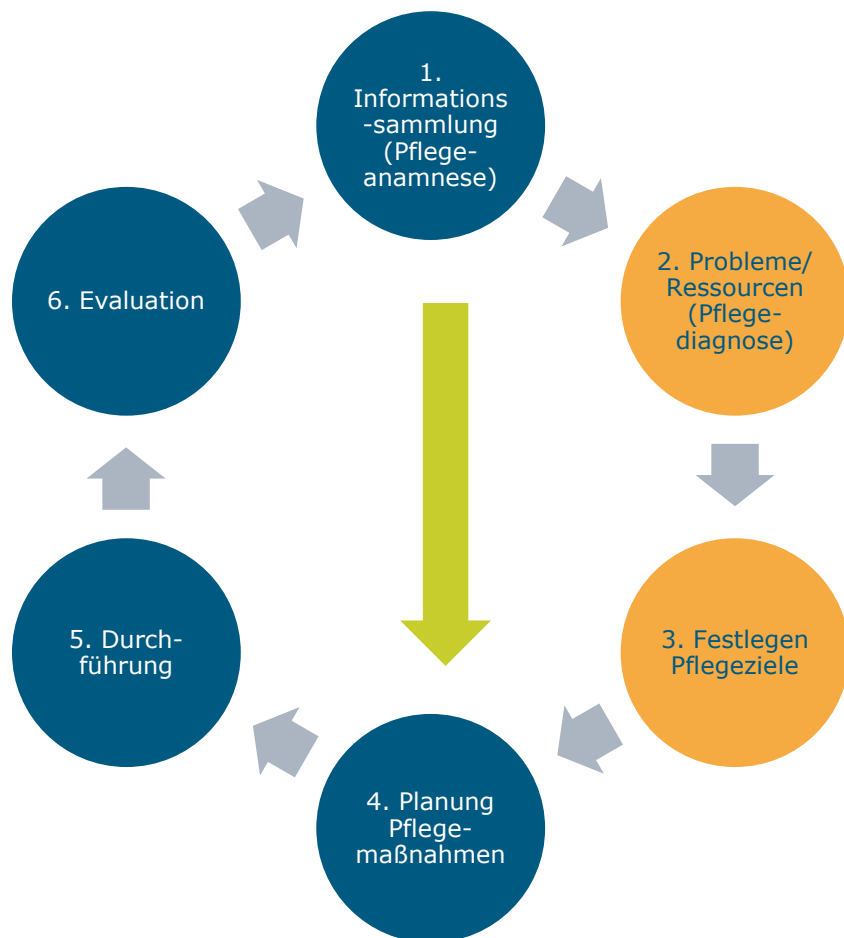 1.
Informations
-sammlung
(Pflege-
anamnese)
2. Probleme/
Ressourcen
(Pflege-
diagnose)
3. Festlegen
Pflegeziele
4. Planung
Pflege-
maßnahmen
5. Durch-
führung
6. Evaluation